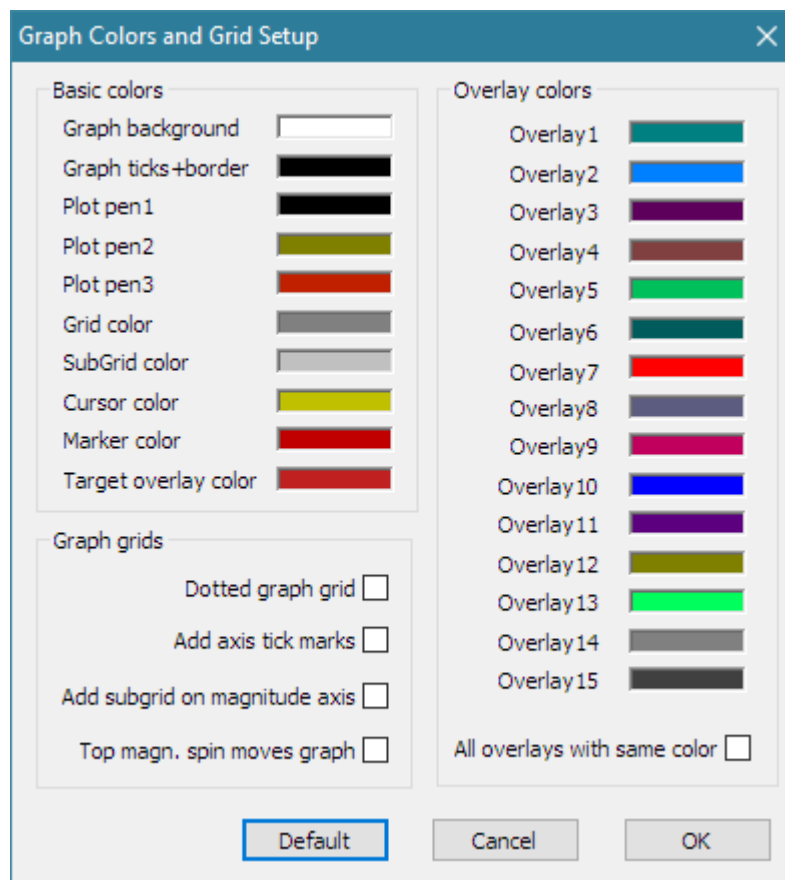 Graph Colors and Grid Setup
Basic colors
Graph background
Graph ticks+border
Plot pen1
Plot pen2
Plot pen3
Grid color
SubGrid color
Cursor color
Marker color
Target overlay color
Graph grids
Dotted graph grid
Add axis tick marks
Add subgrid on magnitude axis
Top magn. spin moves graph
Overlay colors
Overlay1
Overlay2
Overlay3
Overlay4
Overlay5
Overlay6
Overlay7
Overlay8
Overlay9
Overlay10
Overlay11
Overlay12
Overlay13
Overlay14
Overlay15
All overlays with same color
Default
Cancel
OK